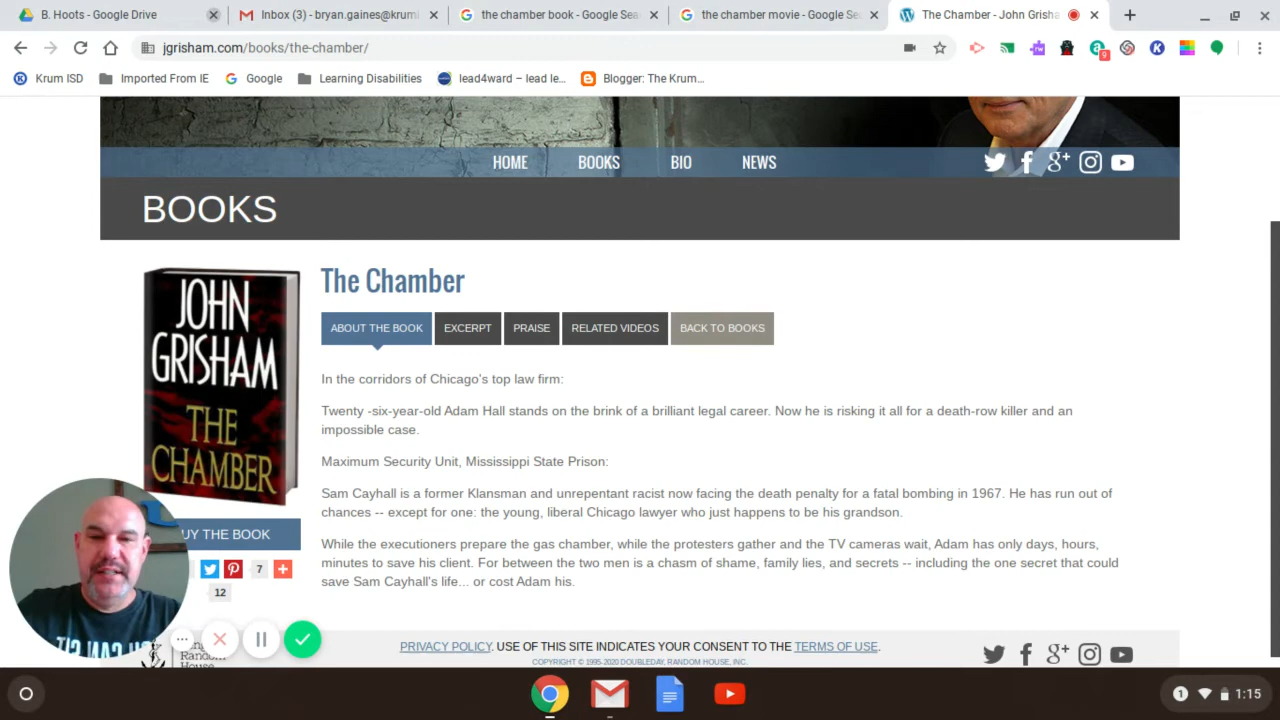 B. Hoots - Google Drive
Inbox (3) - bryan.gaines@krumi
the chamber book - Google Sea
the chamber movie - Google Se
The Chamber - John Grisha
jgrisham.com/books/the-chamber/
9
Krum ISD
Imported From IE
Google
Learning Disabilities
lead4ward – lead le...
Blogger: The Krum...
HOME
BOOKS
BIO
NEWS
BOOKS
JOHN
GRISHAM
THE
CHAMBER
The Chamber
ABOUT THE BOOK
EXCERPT
PRAISE
RELATED VIDEOS
BACK TO BOOKS
In the corridors of Chicago's top law firm:
Twenty -six-year-old Adam Hall stands on the brink of a brilliant legal career. Now he is risking it all for a death-row killer and an
impossible case.
Maximum Security Unit, Mississippi State Prison:
Sam Cayhall is a former Klansman and unrepentant racist now facing the death penalty for a fatal bombing in 1967. He has run out of
chances -- except for one: the young, liberal Chicago lawyer who just happens to be his grandson.
While the executioners prepare the gas chamber, while the protesters gather and the TV cameras wait, Adam has only days, hours,
minutes to save his client. For between the two men is a chasm of shame, family lies, and secrets -- including the one secret that could
save Sam Cayhall's life... or cost Adam his.
UY THE BOOK
7
12
Random
House
PRIVACY POLICY. USE OF THIS SITE INDICATES YOUR CONSENT TO THE TERMS OF USE.
COPYRIGHT © 1995-2020 DOUBLEDAY, RANDOM HOUSE, INC.
1
1:15